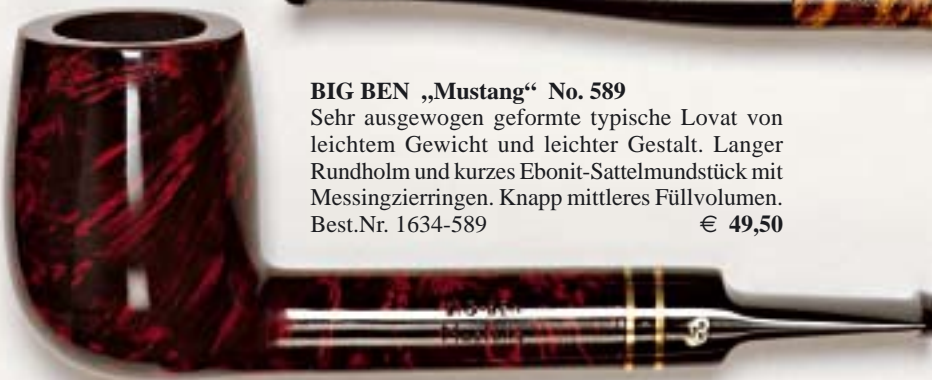 BIG BEN „Mustang“ No. 589
Sehr ausgewogen geformte typische Lovat von
leichtem Gewicht und leichter Gestalt. Langer
Rundholm und kurzes Ebonit-Sattelmundstück mit
Messingzierringen. Knapp mittleres Füllvolumen.
Best.Nr. 1634-589 € 49,50